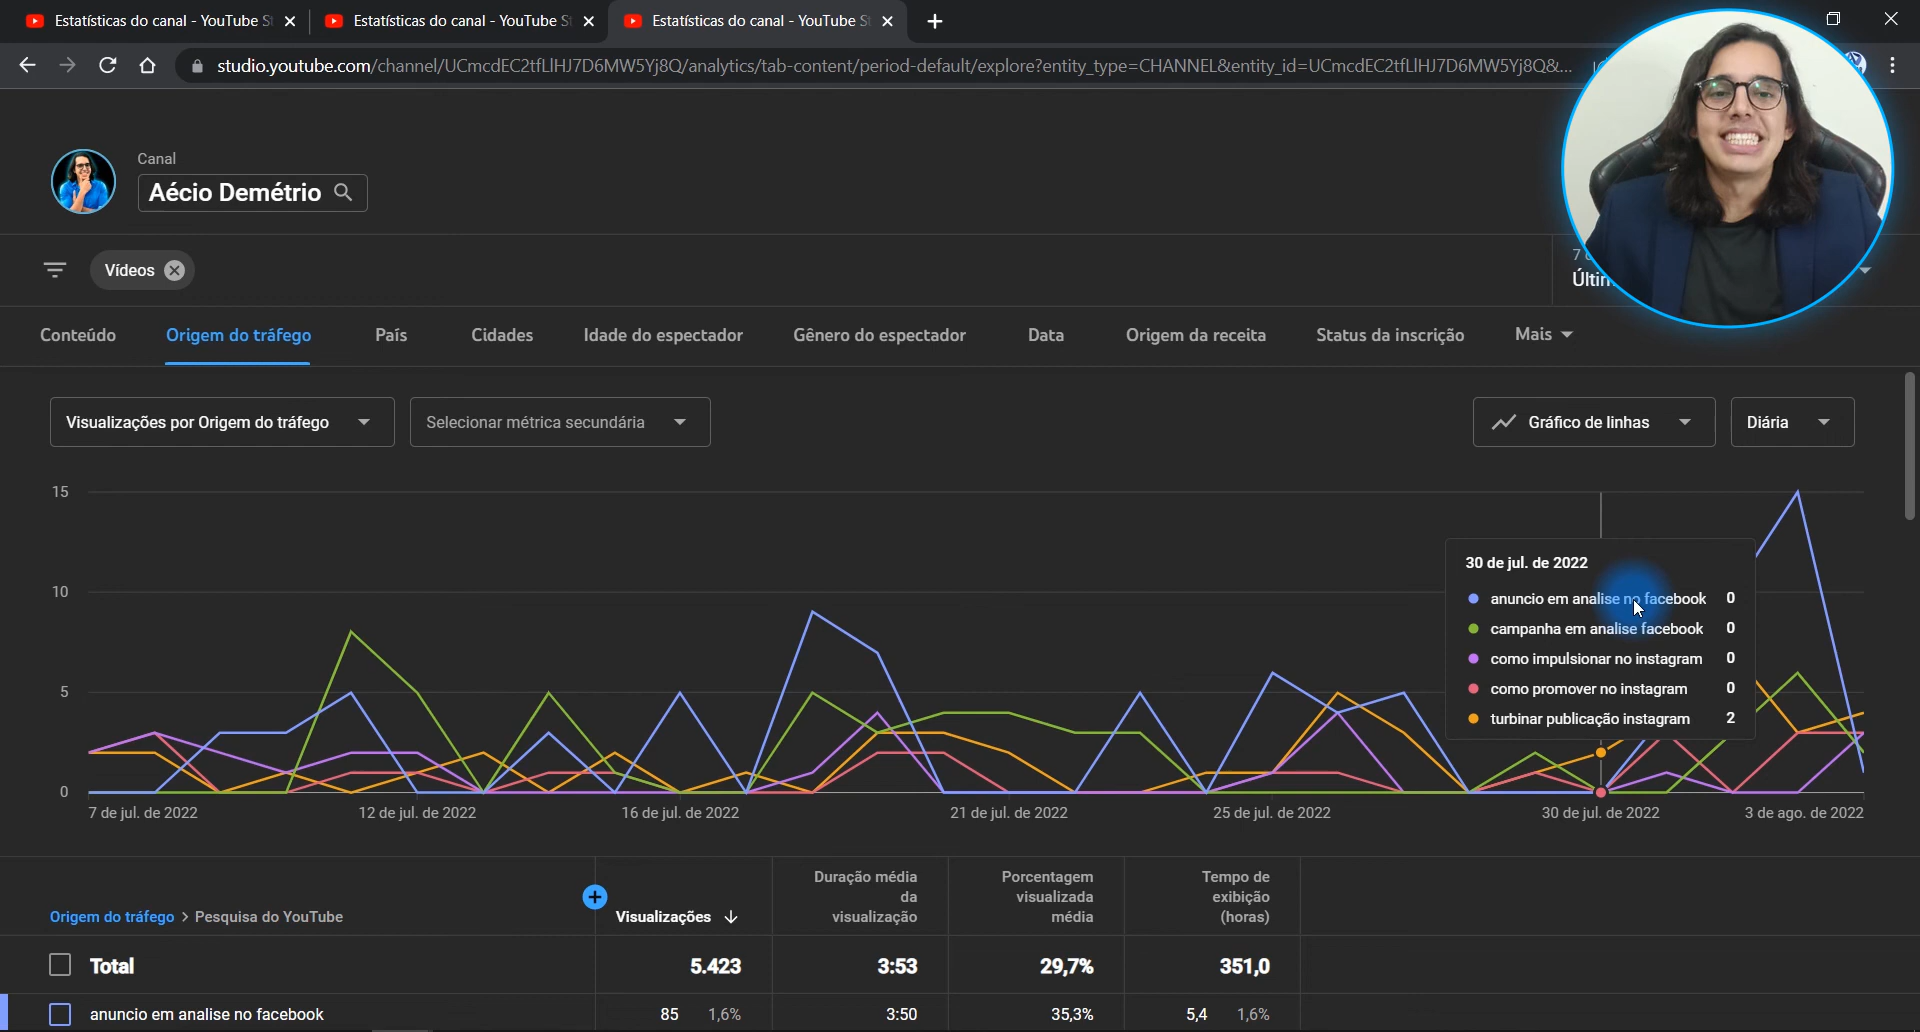 Estatísticas do canal - YouTube S
Estatísticas do canal - YouTube S
Estatísticas do canal - YouTube S
studio.youtube.com/channel/UCmcdEC2tfLIHJ7D6MW5Yj8Q/analytics/tab-content/period-default/explore?entity_type=CHANNEL&entity_id=UCmcdEC2tfLIHJ7D6MW5Yj8Q&...
Canal
Aécio Demétrio
Vídeos
Conteúdo
Origem do tráfego
País
Cidades
Idade do espectador
Gênero do espectador
Data
Origem da receita
Status da inscrição
Mais
Visualizações por Origem do tráfego
Selecionar métrica secundária
Gráfico de linhas
Diária
15
10
5
0
30 de jul. de 2022
anuncio em analise no facebook 0
campanha em analise facebook 0
como impulsionar no instagram 0
como promover no instagram 0
turbinar publicação instagram 2
7 de jul. de 2022
12 de jul. de 2022
16 de jul. de 2022
21 de jul. de 2022
25 de jul. de 2022
30 de jul. de 2022
3 de ago. de 2022
Origem do tráfego > Pesquisa do YouTube
Visualizações
Duração média
da
visualização
Porcentagem
visualizada
média
Tempo de
exibição
(horas)
Total 5.423 3:53 29,7% 351,0
anuncio em analise no facebook 85 1,6% 3:50 35,3% 5,4 1,6%